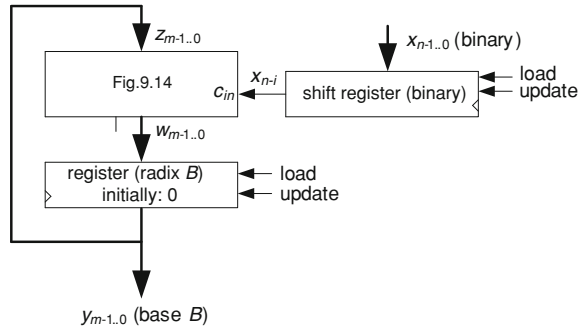 z_{m-1..0}
x_{n-1..0} (binary)
Fig.9.14
c_{in}
x_{n-i}
shift register (binary)
load
update
w_{m-1..0}
register (radix B)
initially: 0
load
update
y_{m-1..0} (base B)